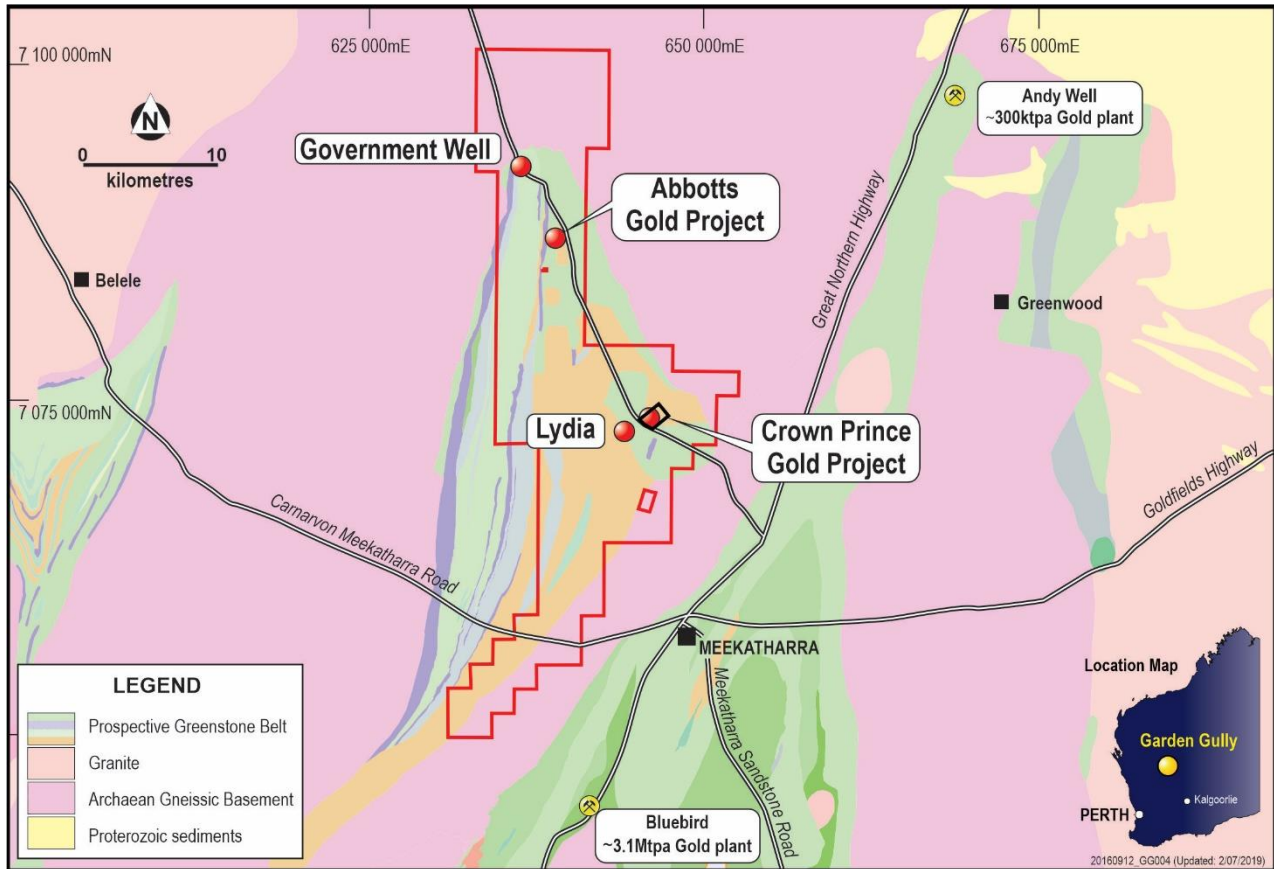 625 000mE
650 000mE
675 000mE
7 100 000mN
N
0 10
kilometres
Government Well
Abbotts
Gold Project
Andy Well
~300ktpa Gold plant
Belele
Great Northern Highway
Greenwood
7 075 000mN
Lydia
Crown Prince
Gold Project
Goldfields Highway
Carnarvon Meekatharra Road
MEEKATHARRA
Meekatharra Sandstone Road
Bluebird
~3.1Mtpa Gold plant
LEGEND
Prospective Greenstone Belt
Granite
Archaean Gneissic Basement
Proterozoic sediments
Location Map
Garden Gully
Kalgoorlie
PERTH
20160912_GG004 (Updated: 2/07/2019)